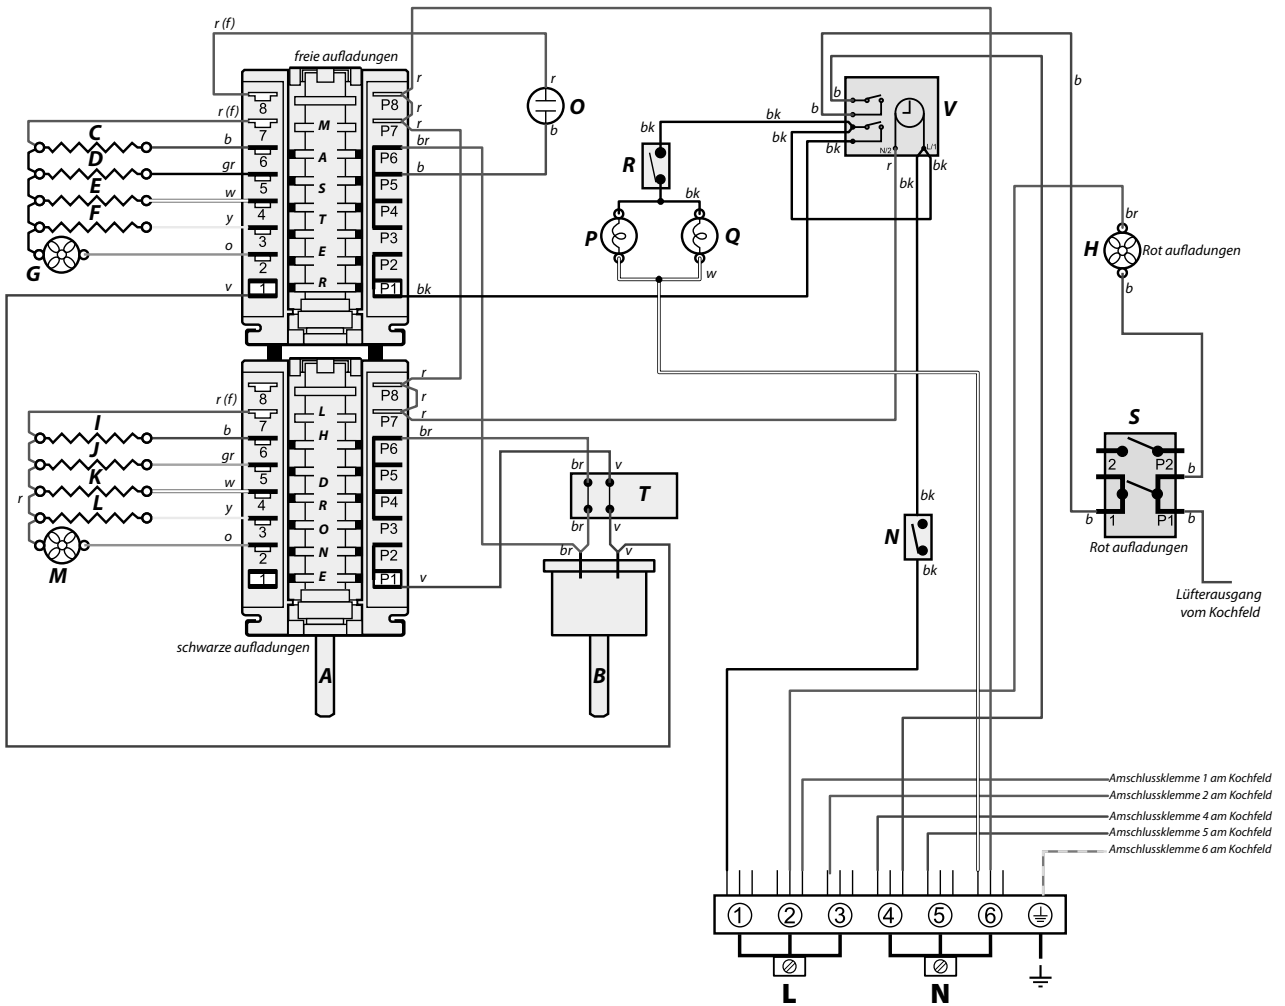 r (f)
freie aufladungen
r
r
O
b
r
r
r
br
b
bk
r (f)
b
gr
w
y
o
v
C
D
E
F
G
8
7
6
5
4
3
2
1
M
A
S
T
E
R
P8
P7
P6
P5
P4
P3
P2
P1
bk
bk
bk
bk
R
P
Q
bk
w
b
b
V
N/2
L/1
r
bk
bk
b
br
H
Rot aufladungen
b
r (f)
b
gr
w
y
o
r
I
J
K
L
M
8
7
6
5
4
3
2
1
L
H
D
R
O
N
E
P8
P7
P6
P5
P4
P3
P2
P1
r
r
r
br
v
br
v
T
br
v
br
v
S
2
P2
b
1
P1
b
b
Rot aufladungen
Lüfterausgang
vom Kochfeld
bk
N
bk
schwarze aufladungen
A
B
Amschlussklemme 1 am Kochfeld
Amschlussklemme 2 am Kochfeld
Amschlussklemme 4 am Kochfeld
Amschlussklemme 5 am Kochfeld
Amschlussklemme 6 am Kochfeld
1
2
3
4
5
6
L
N